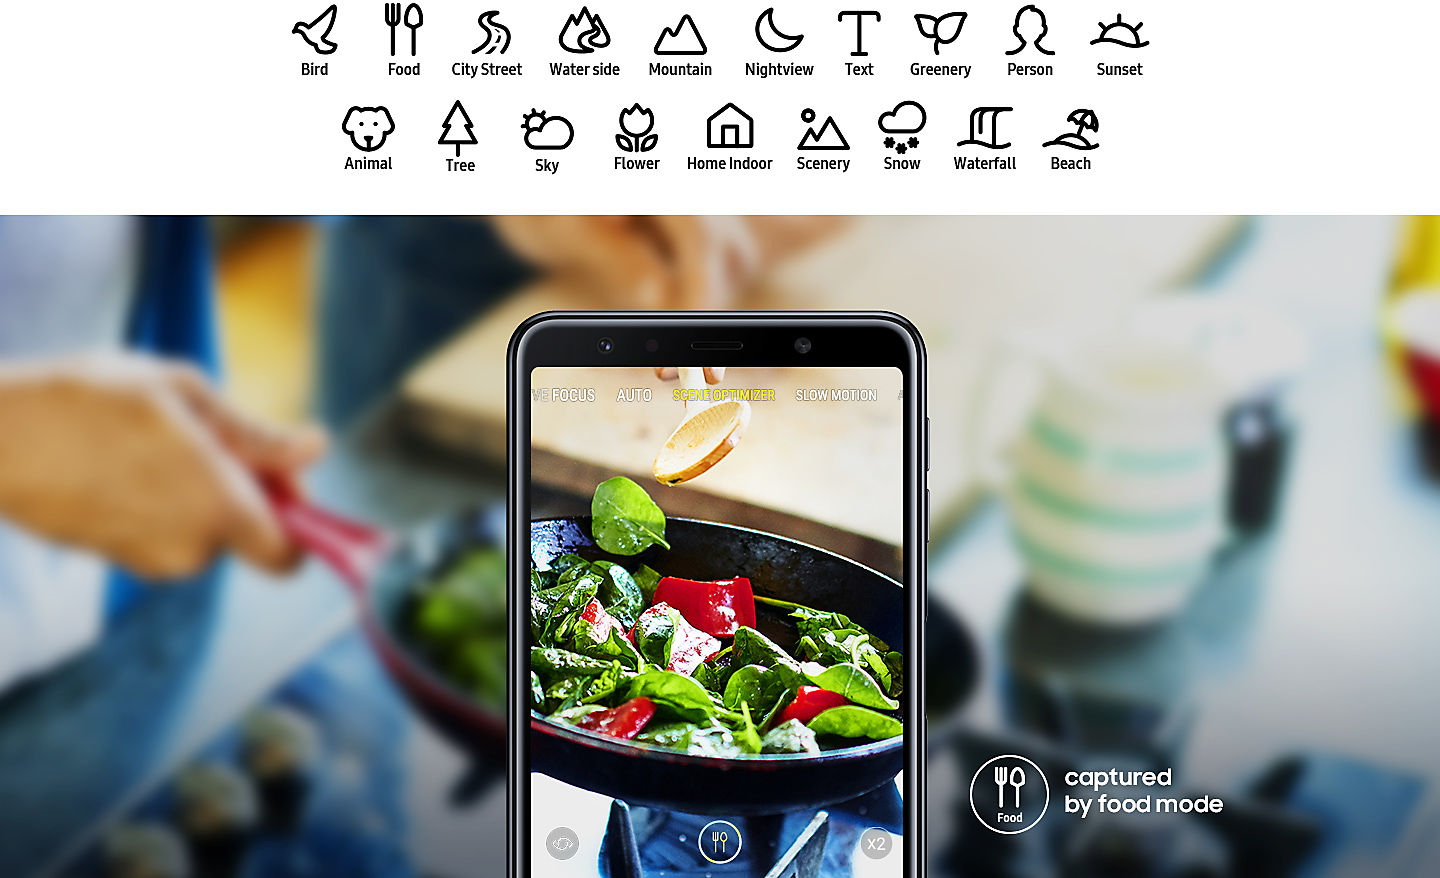 Bird Food City Street Water side Mountain Nightview Text Greenery Person Sunset
Animal Tree Sky Flower Home Indoor Scenery Snow Waterfall Beach
VE FOCUS AUTO SCENE OPTIMIZER SLOW MOTION
captured
by food mode
Food
x2